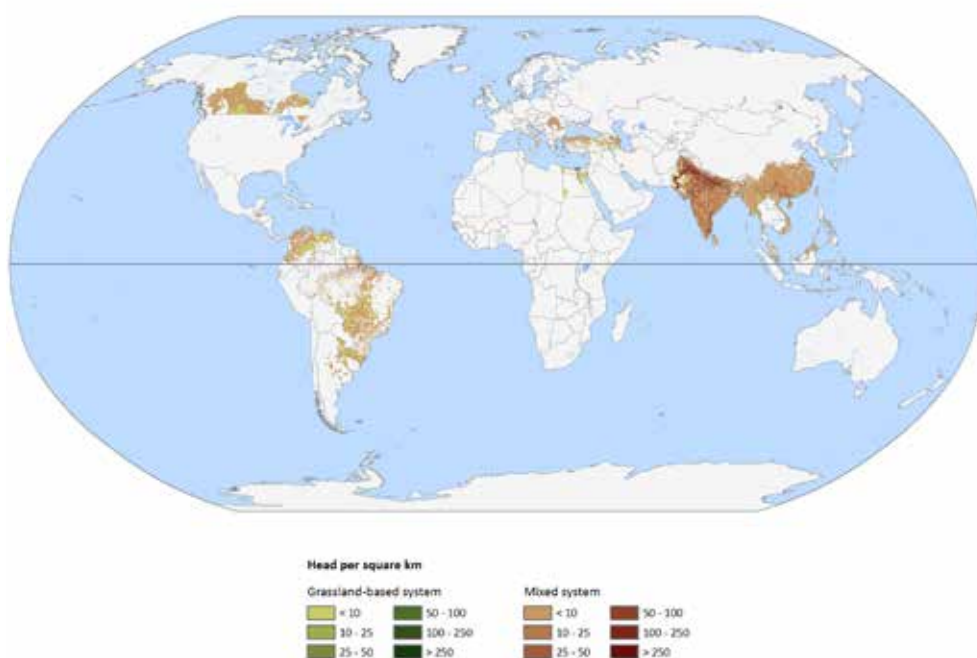 Head per square km
Grassland-based system
< 10
10 - 25
25 - 50
50 - 100
100 - 250
> 250
Mixed system
< 10
10 - 25
25 - 50
50 - 100
100 - 250
> 250